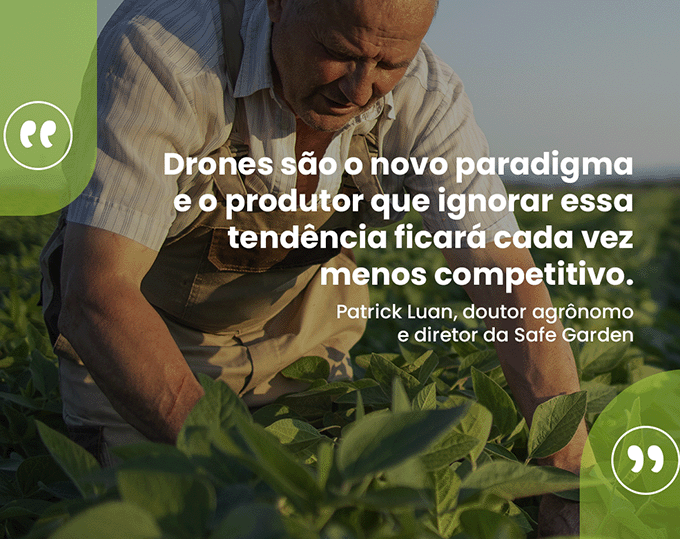 Drones são o novo paradigma
e o produtor que ignorar essa
tendência ficará cada vez
menos competitivo.
Patrick Luan, doutor agrônomo
e diretor da Safe Garden